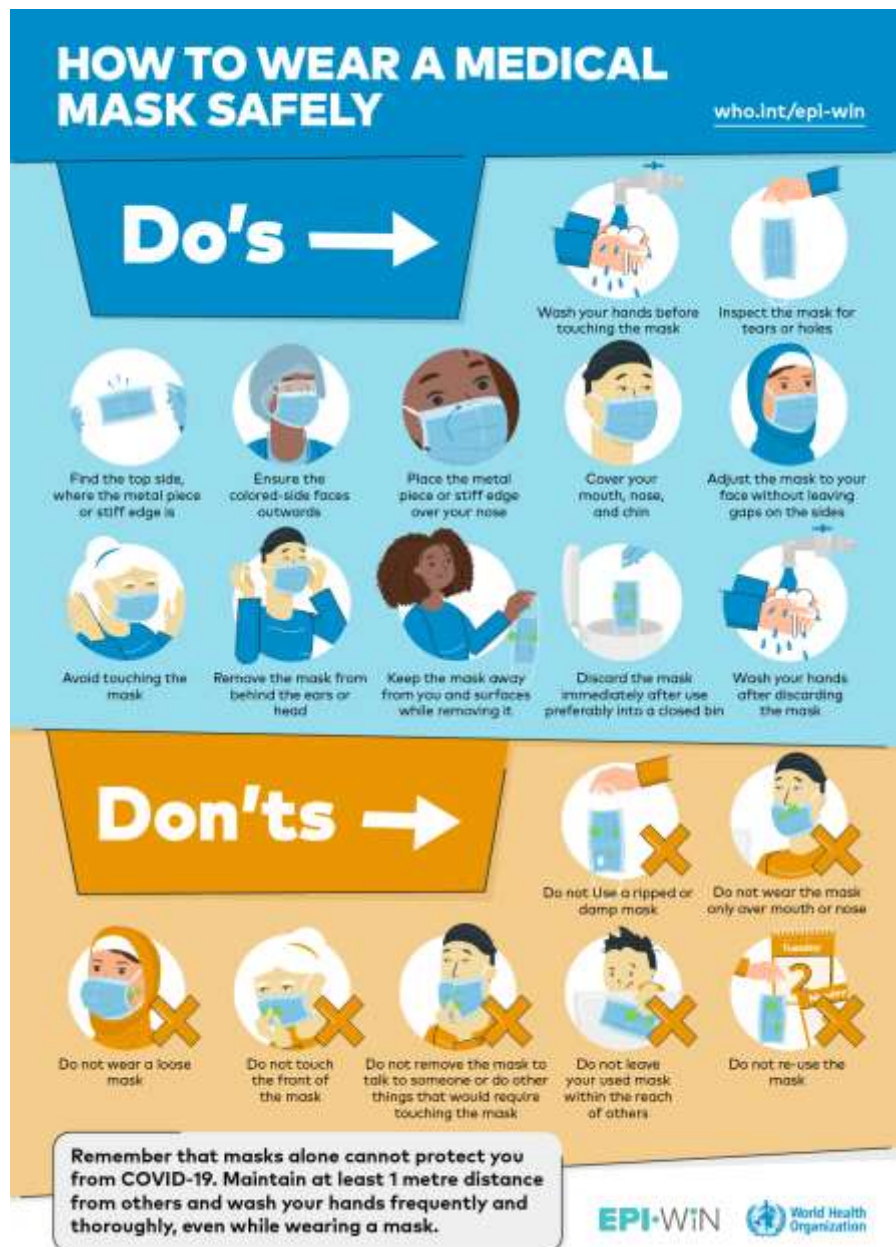 HOW TO WEAR A MEDICAL
MASK SAFELY
who.int/epi-win
Do's
Wash your hands before
touching the mask
Inspect the mask for
tears or holes
Find the top side,
where the metal piece
or stiff edge is
Ensure the
colored-side faces
outwards
Place the metal
piece or stiff edge
over your nose
Cover your
mouth, nose,
and chin
Adjust the mask to your
face without leaving
gaps on the sides
Avoid touching the
mask
Remove the mask from
behind the ears or
head
Keep the mask away
from you and surfaces
while removing it
Discard the mask
immediately after use
preferably into a closed bin
Wash your hands
after discarding
the mask
Don'ts
Do not Use a ripped or
damp mask
Do not wear the mask
only over mouth or nose
Do not wear a loose
mask
Do not touch
the front of
the mask
Do not remove the mask to
talk to someone or do other
things that would require
touching the mask
Do not leave
your used mask
within the reach
of others
Tuesday
2
Do not re-use the
mask
Remember that masks alone cannot protect you
from COVID-19. Maintain at least 1 metre distance
from others and wash your hands frequently and
thoroughly, even while wearing a mask.
EPI-WiN
World Health
Organization